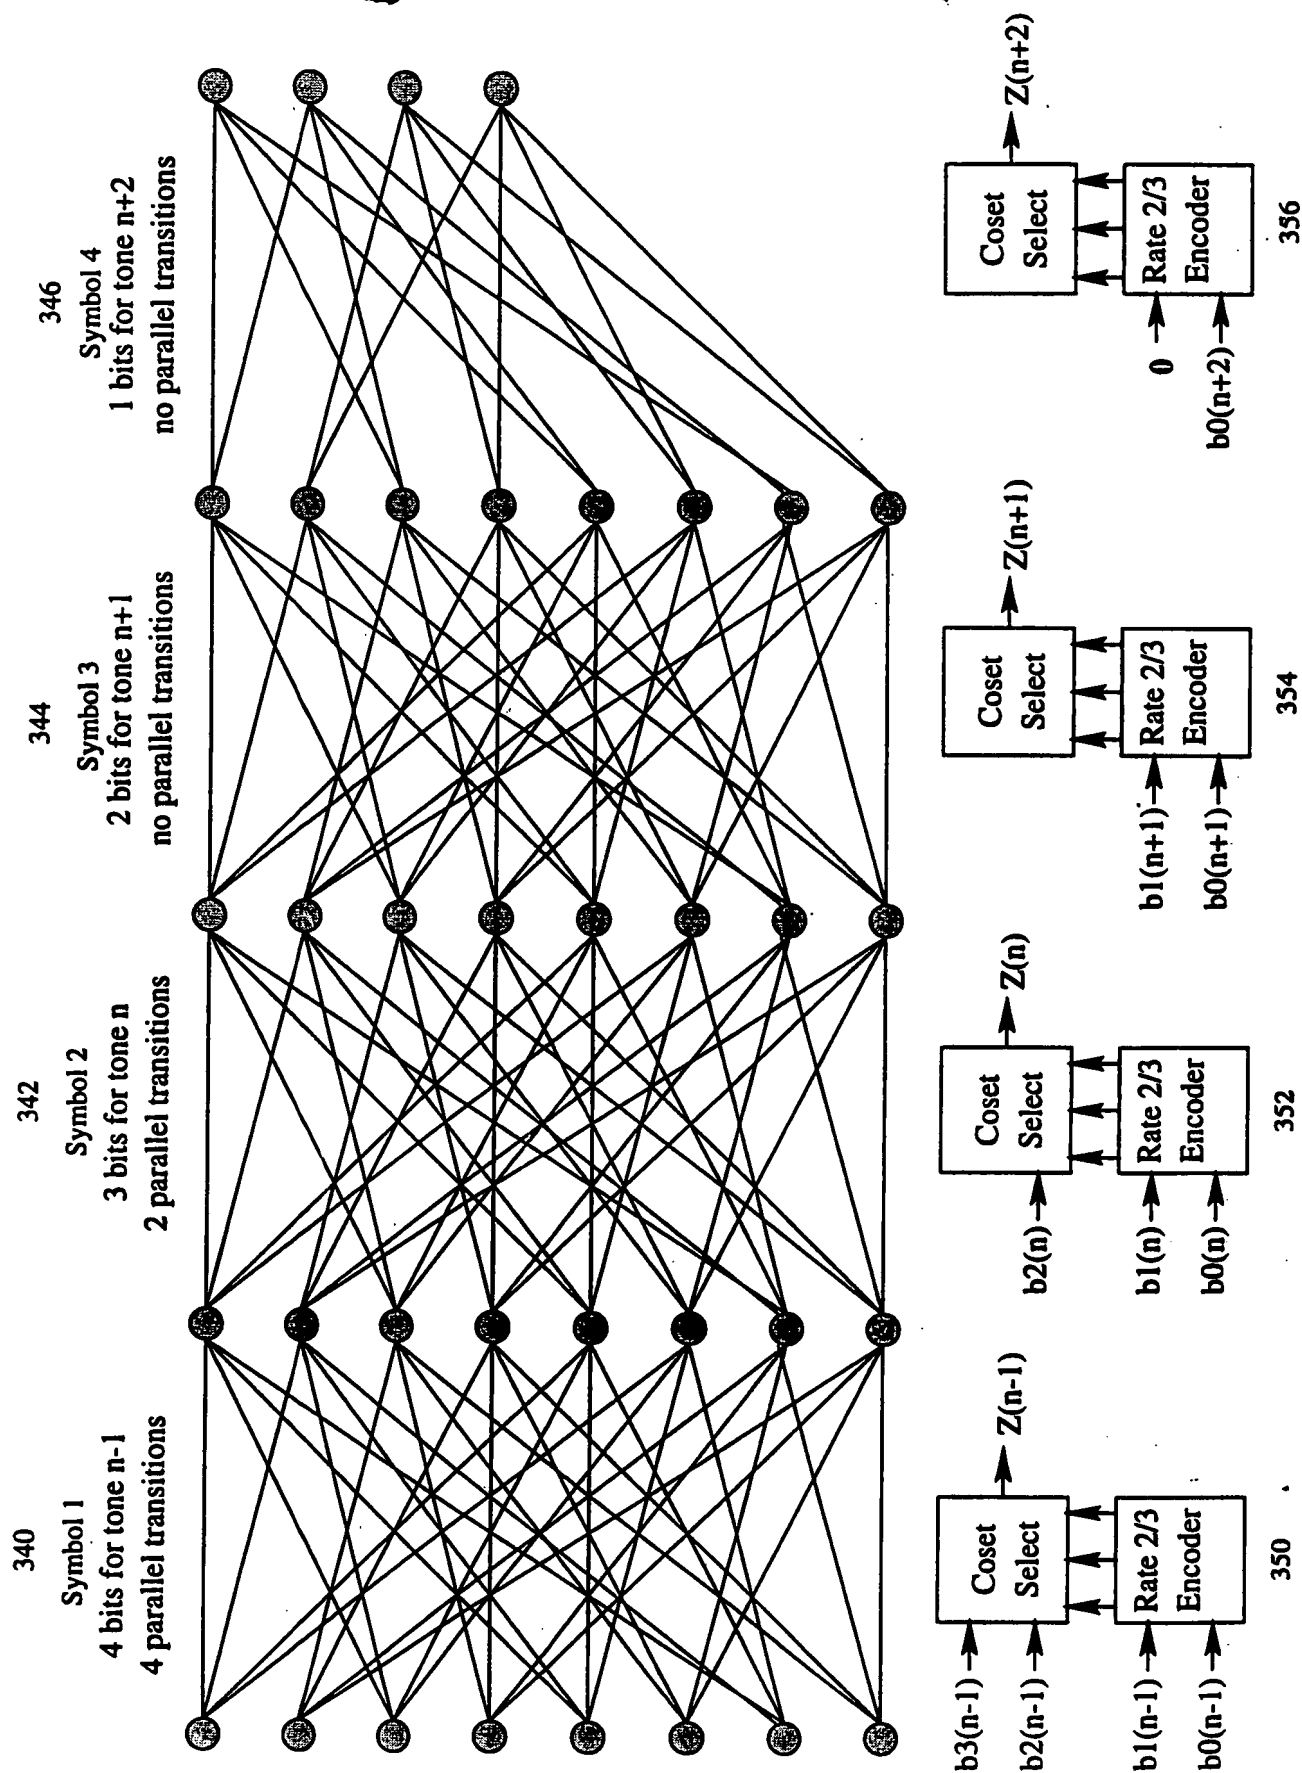 340
Symbol 1
4 bits for tone n-1
4 parallel transitions
342
Symbol 2
3 bits for tone n
2 parallel transitions
344
Symbol 3
2 bits for tone n+1
no parallel transitions
346
Symbol 4
1 bits for tone n+2
no parallel transitions
b3(n-1)
b2(n-1)
Coset
Select
Z(n-1)
b1(n-1)
b0(n-1)
Rate 2/3
Encoder
350
b2(n)
Coset
Select
Z(n)
b1(n)
b0(n)
Rate 2/3
Encoder
352
Coset
Select
Z(n+1)
b1(n+1)
b0(n+1)
Rate 2/3
Encoder
354
Coset
Select
Z(n+2)
0
b0(n+2)
Rate 2/3
Encoder
356